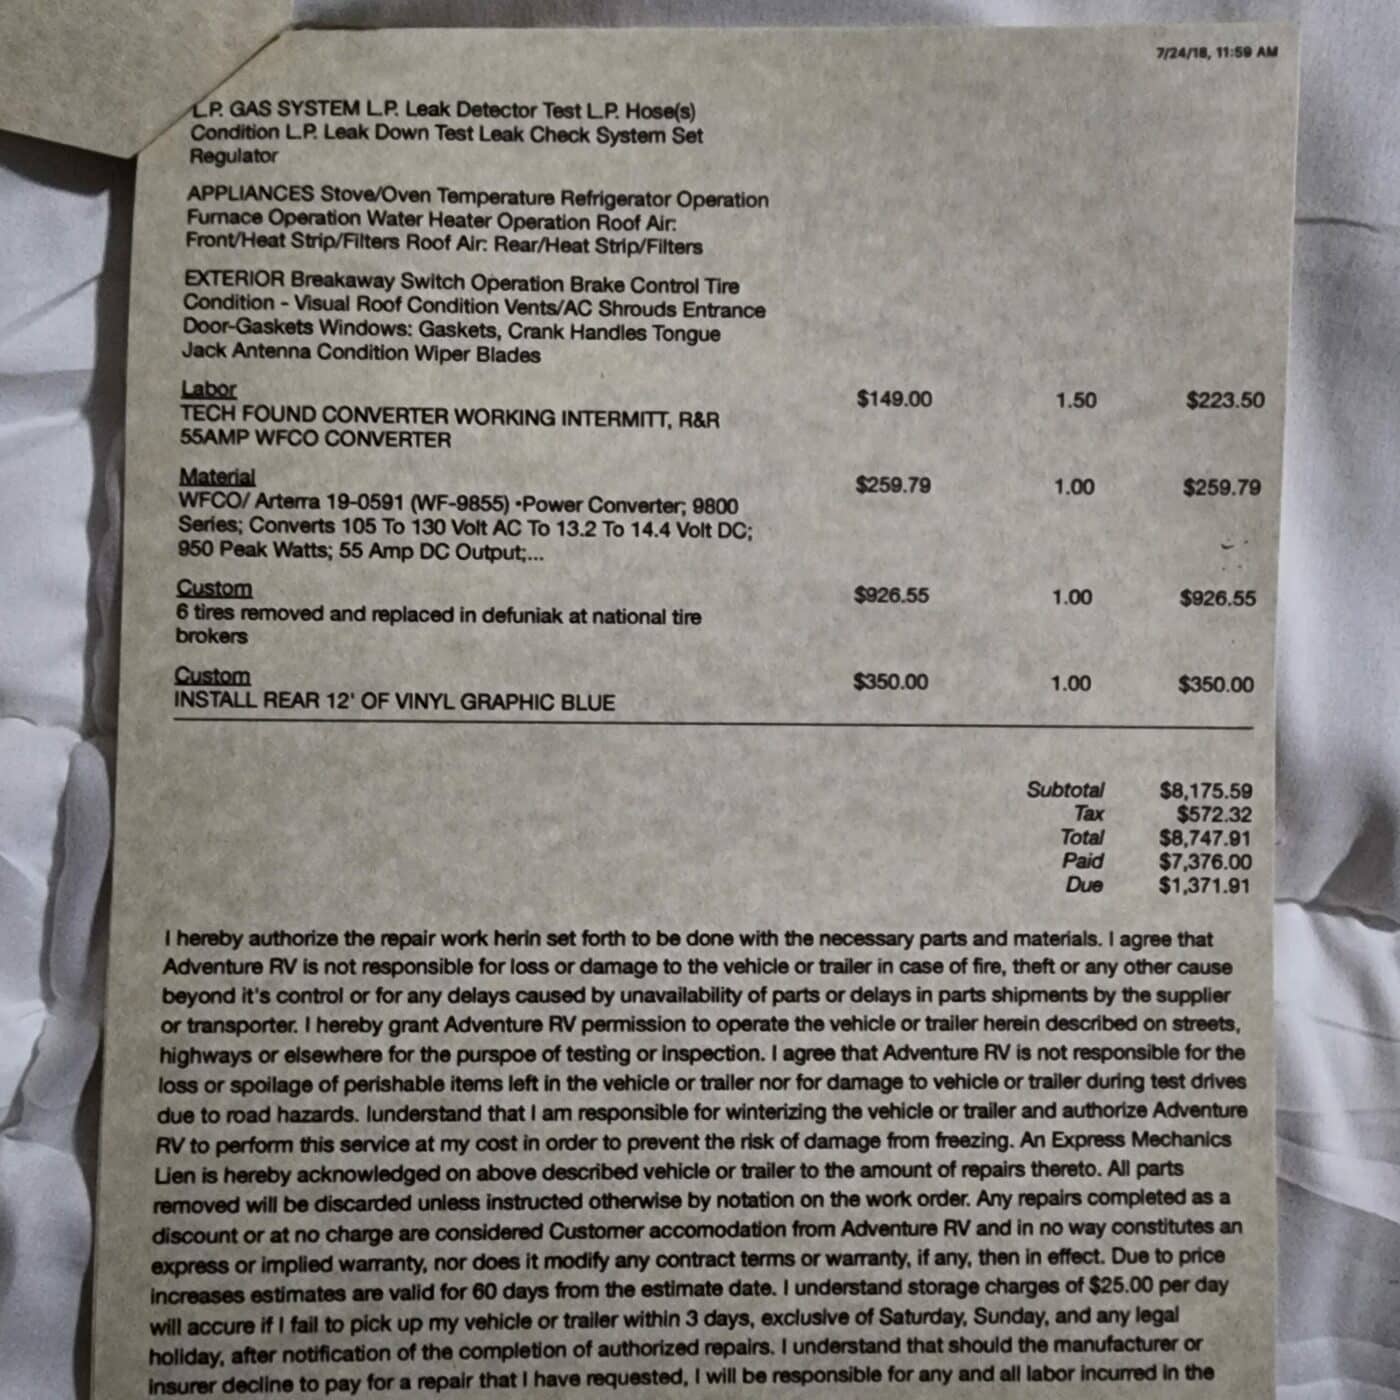 7/24/18, 11:59 AM
L.P. GAS SYSTEM L.P. Leak Detector Test L.P. Hose(s)
Condition L.P. Leak Down Test Leak Check System Set
Regulator
APPLIANCES Stove/Oven Temperature Refrigerator Operation
Furnace Operation Water Heater Operation Roof Air:
Front/Heat Strip/Filters Roof Air: Rear/Heat Strip/Filters
EXTERIOR Breakaway Switch Operation Brake Control Tire
Condition - Visual Roof Condition Vents/AC Shrouds Entrance
Door-Gaskets Windows: Gaskets, Crank Handles Tongue
Jack Antenna Condition Wiper Blades
Labor $149.00 1.50 $223.50
TECH FOUND CONVERTER WORKING INTERMITT, R&R
55AMP WFCO CONVERTER
Material $259.79 1.00 $259.79
WFCO/ Arterra 19-0591 (WF-9855) •Power Converter; 9800
Series; Converts 105 To 130 Volt AC To 13.2 To 14.4 Volt DC;
950 Peak Watts; 55 Amp DC Output;...
Custom $926.55 1.00 $926.55
6 tires removed and replaced in defuniak at national tire
brokers
Custom $350.00 1.00 $350.00
INSTALL REAR 12' OF VINYL GRAPHIC BLUE
Subtotal $8,175.59
Tax $572.32
Total $8,747.91
Paid $7,376.00
Due $1,371.91
I hereby authorize the repair work herin set forth to be done with the necessary parts and materials. I agree that
Adventure RV is not responsible for loss or damage to the vehicle or trailer in case of fire, theft or any other cause
beyond it's control or for any delays caused by unavailability of parts or delays in parts shipments by the supplier
or transporter. I hereby grant Adventure RV permission to operate the vehicle or trailer herein described on streets,
highways or elsewhere for the purspoe of testing or inspection. I agree that Adventure RV is not responsible for the
loss or spoilage of perishable items left in the vehicle or trailer nor for damage to vehicle or trailer during test drives
due to road hazards. Iunderstand that I am responsible for winterizing the vehicle or trailer and authorize Adventure
RV to perform this service at my cost in order to prevent the risk of damage from freezing. An Express Mechanics
Lien is hereby acknowledged on above described vehicle or trailer to the amount of repairs thereto. All parts
removed will be discarded unless instructed otherwise by notation on the work order. Any repairs completed as a
discount or at no charge are considered Customer accomodation from Adventure RV and in no way constitutes an
express or implied warranty, nor does it modify any contract terms or warranty, if any, then in effect. Due to price
increases estimates are valid for 60 days from the estimate date. I understand storage charges of $25.00 per day
will accure if I fail to pick up my vehicle or trailer within 3 days, exclusive of Saturday, Sunday, and any legal
holiday, after notification of the completion of authorized repairs. I understand that should the manufacturer or
insurer decline to pay for a repair that I have requested, I will be responsible for any and all labor incurred in the